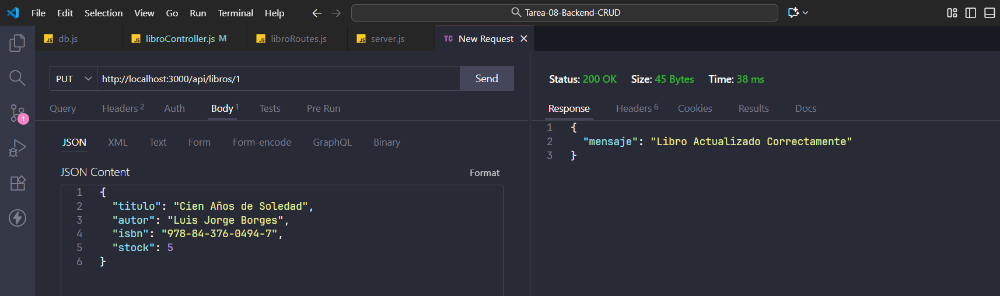 File Edit Selection View Go Run Terminal Help Tarea-08-Backend-CRUD
JS db.js JS libroController.js M JS libroRoutes.js JS server.js TC New Request
PUT http://localhost:3000/api/libros/1 Send
Status: 200 OK Size: 45 Bytes Time: 38 ms
Query Headers 2 Auth Body 1 Tests Pre Run
Response Headers 6 Cookies Results Docs
1
JSON XML Text Form Form-encode GraphQL Binary
JSON Content Format
1 {
2 "titulo": "Cien Años de Soledad",
3 "autor": "Luis Jorge Borges",
4 "isbn": "978-84-376-0494-7",
5 "stock": 5
6 }
1 {
2 "mensaje": "Libro Actualizado Correctamente"
3 }